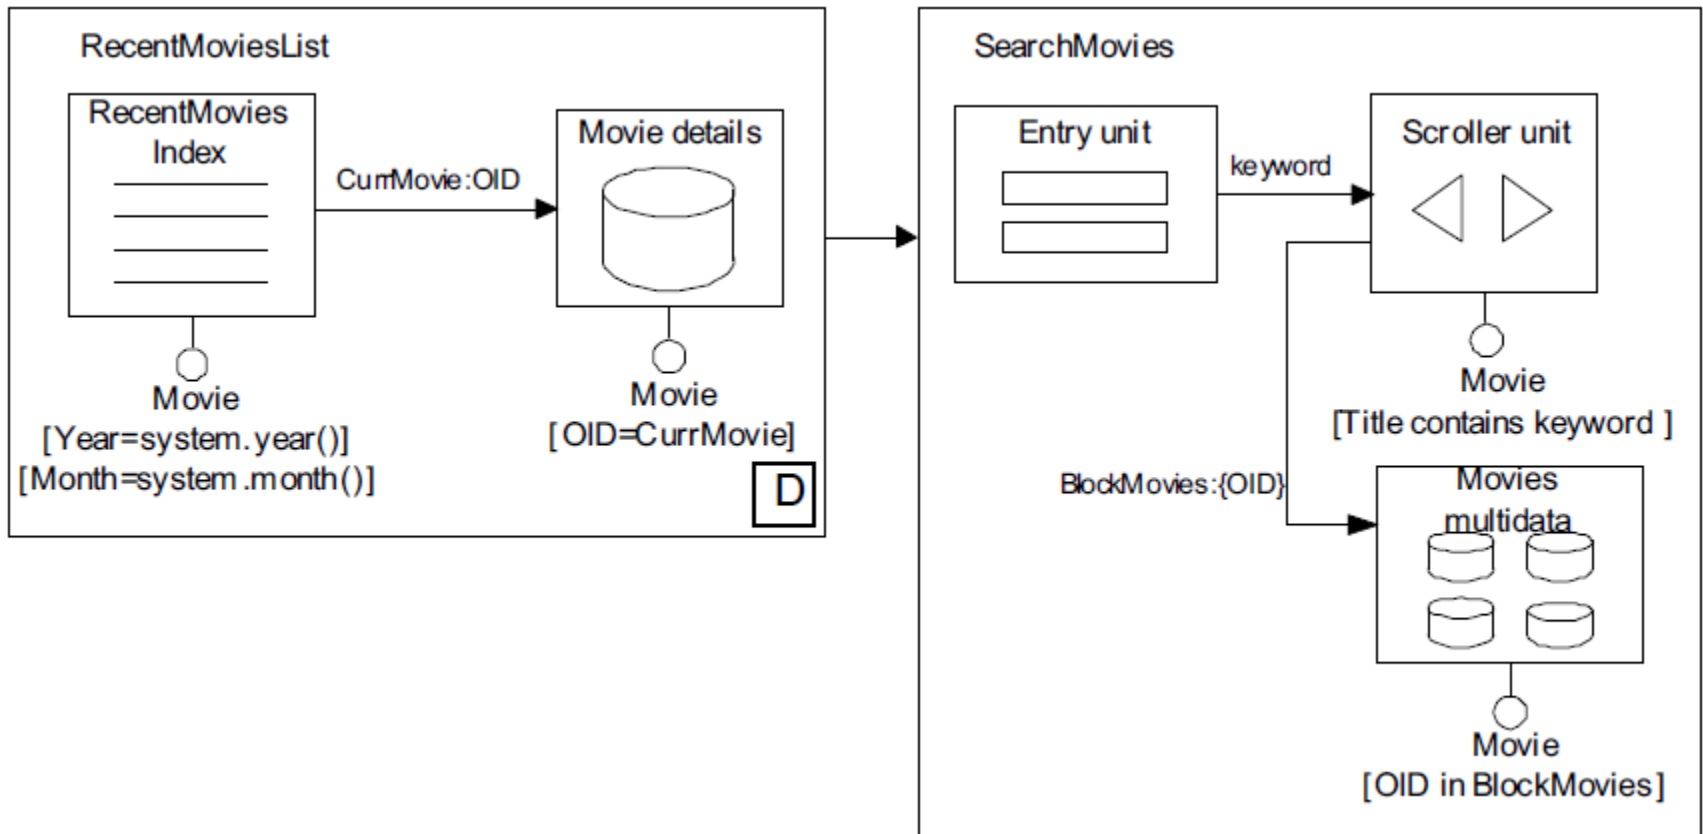 RecentMoviesList
RecentMovies
Index
CurrMovie:OID
Movie details
Movie
[Year=system.year()]
[Month=system.month()]
Movie
[OID=CurrMovie]
D
SearchMovies
Entry unit
keyword
Scroller unit
Movie
[Title contains keyword ]
BlockMovies:{OID}
Movies
multidata
Movie
[OID in BlockMovies]